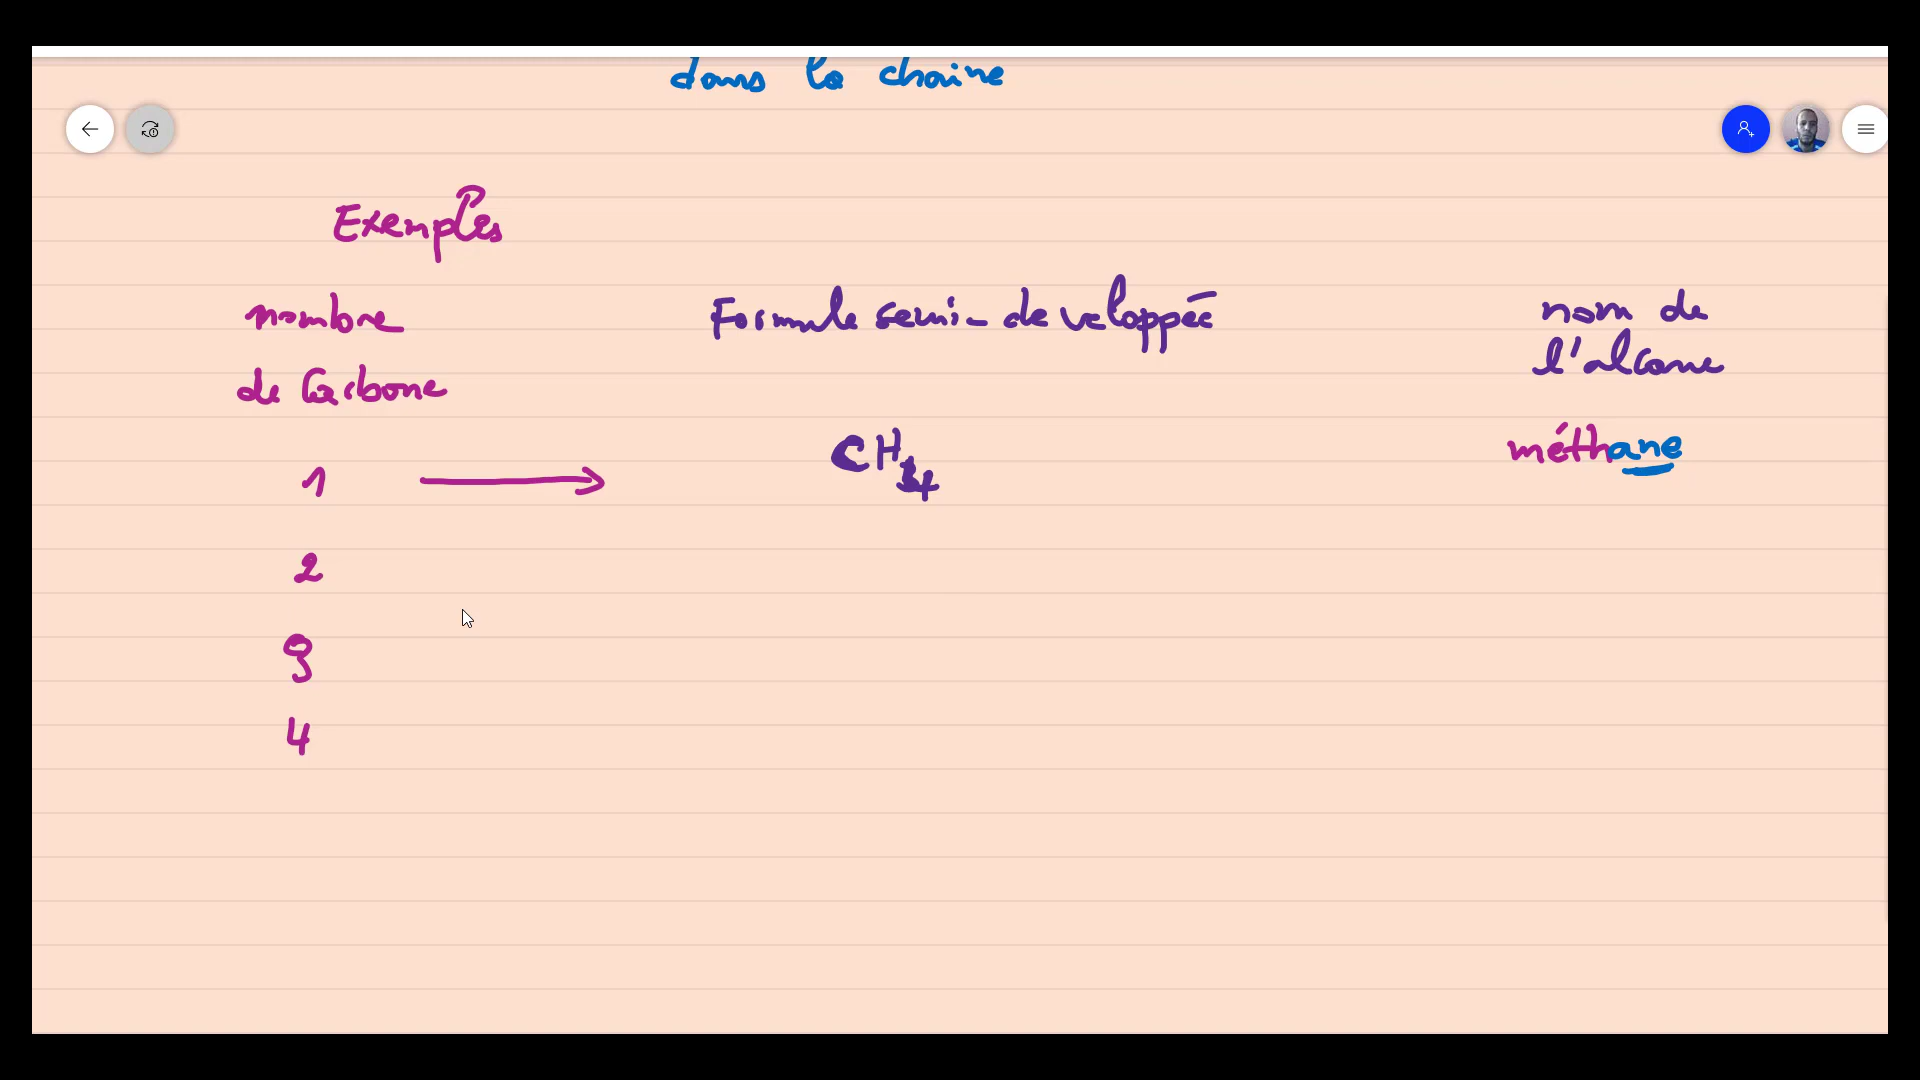 dans la chaine
Exemples
nombre
de Carbone
Formule semi-developpée
nom de
l'alcane
1 → CH4 méthane
2
3
4